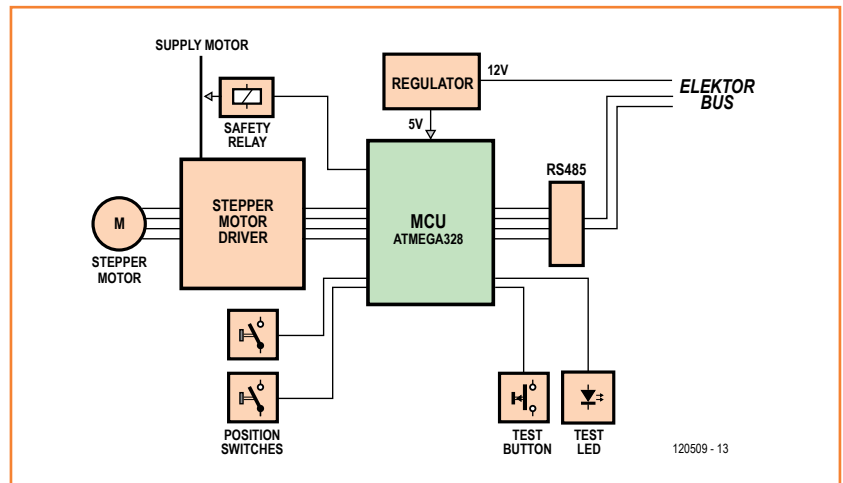 SUPPLY MOTOR
REGULATOR
12V
ELEKTOR
BUS
SAFETY
RELAY
5V
RS485
STEPPER
MOTOR
DRIVER
MCU
ATMEGA328
M
STEPPER
MOTOR
POSITION
SWITCHES
TEST
BUTTON
TEST
LED
120509 - 13